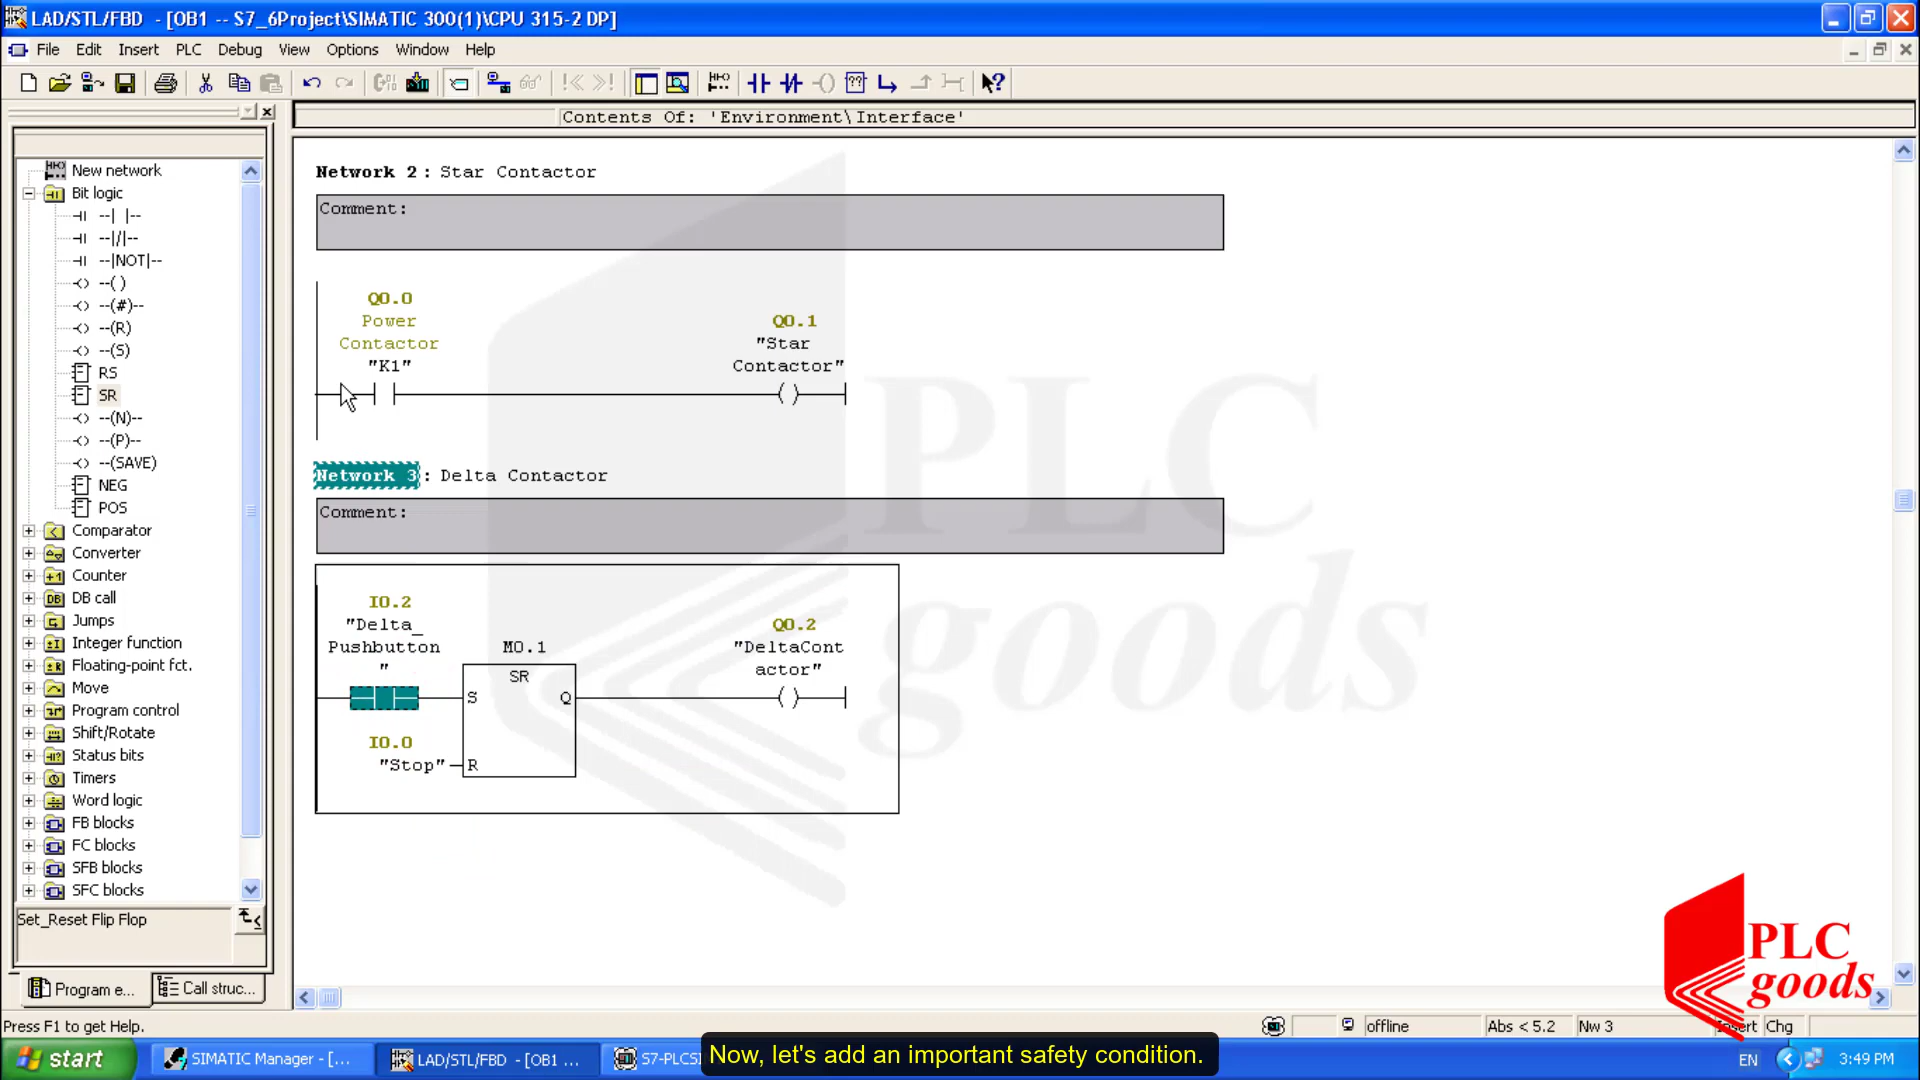 LAD/STL/FBD - [OB1 -- S7_6Project\SIMATIC 300(1)\CPU 315-2 DP]
File Edit Insert PLC Debug View Options Window Help
Contents Of: 'Environment\Interface'
New network
Bit logic
--| |--
--|/|--
--|NOT|--
--( )
--(#)--
--(R)
--(S)
RS
SR
--(N)--
--(P)--
--(SAVE)
NEG
POS
Comparator
Converter
Counter
DB call
Jumps
Integer function
Floating-point fct.
Move
Program control
Shift/Rotate
Status bits
Timers
Word logic
FB blocks
FC blocks
SFB blocks
SFC blocks
Set_Reset Flip Flop
Program e...
Call struc...
Network 2 : Star Contactor
Comment:
Q0.0
Power
Contactor
"K1"
Q0.1
"Star
Contactor"
Network 3 : Delta Contactor
Comment:
I0.2
"Delta_
Pushbutton
"
M0.1
SR
S
Q
R
I0.0
"Stop"
Q0.2
"DeltaCont
actor"
PLC
goods
PLC
goods
Press F1 to get Help.
offline
Abs < 5.2
Nw 3
Insert
Chg
start
SIMATIC Manager - [...
LAD/STL/FBD - [OB1 ...
S7-PLCS
Now, let's add an important safety condition.
EN
3:49 PM